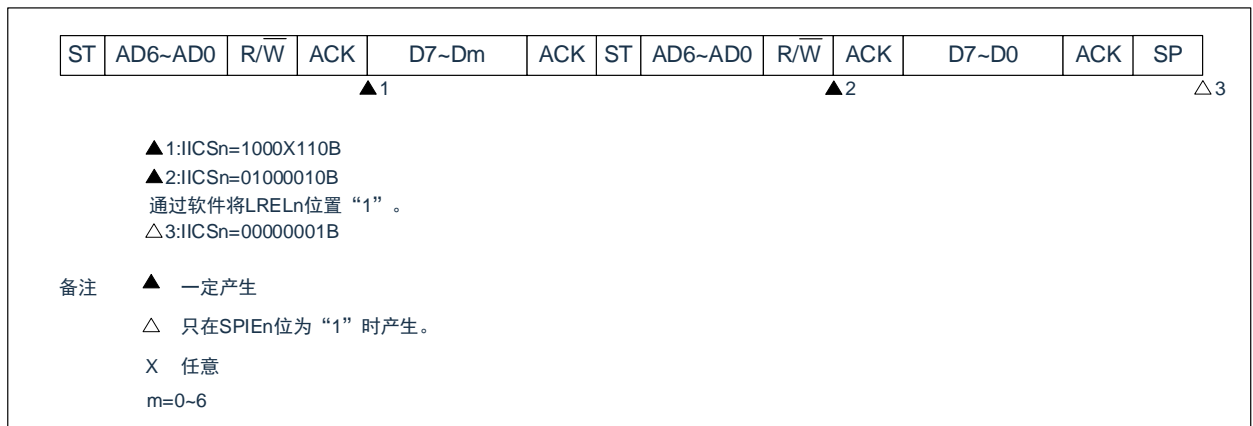 ST AD6~AD0 R/W̅ ACK D7~Dm ACK ST AD6~AD0 R/W̅ ACK D7~D0 ACK SP
▲1 ▲2 △3
▲1:IICSn=1000X110B
▲2:IICSn=01000010B
通过软件将LRELn位置“1”。
△3:IICSn=00000001B
备注 ▲ 一定产生
△ 只在SPIEn位为“1”时产生。
X 任意
m=0~6